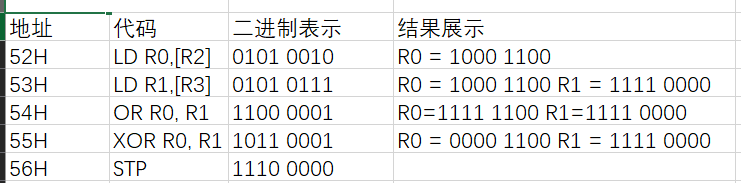 地址 代码 二进制表示 结果展示
52H LD R0,[R2] 0101 0010 R0 = 1000 1100
53H LD R1,[R3] 0101 0111 R0 = 1000 1100 R1 = 1111 0000
54H OR R0, R1 1100 0001 R0=1111 1100 R1=1111 0000
55H XOR R0, R1 1011 0001 R0 = 0000 1100 R1 = 1111 0000
56H STP 1110 0000